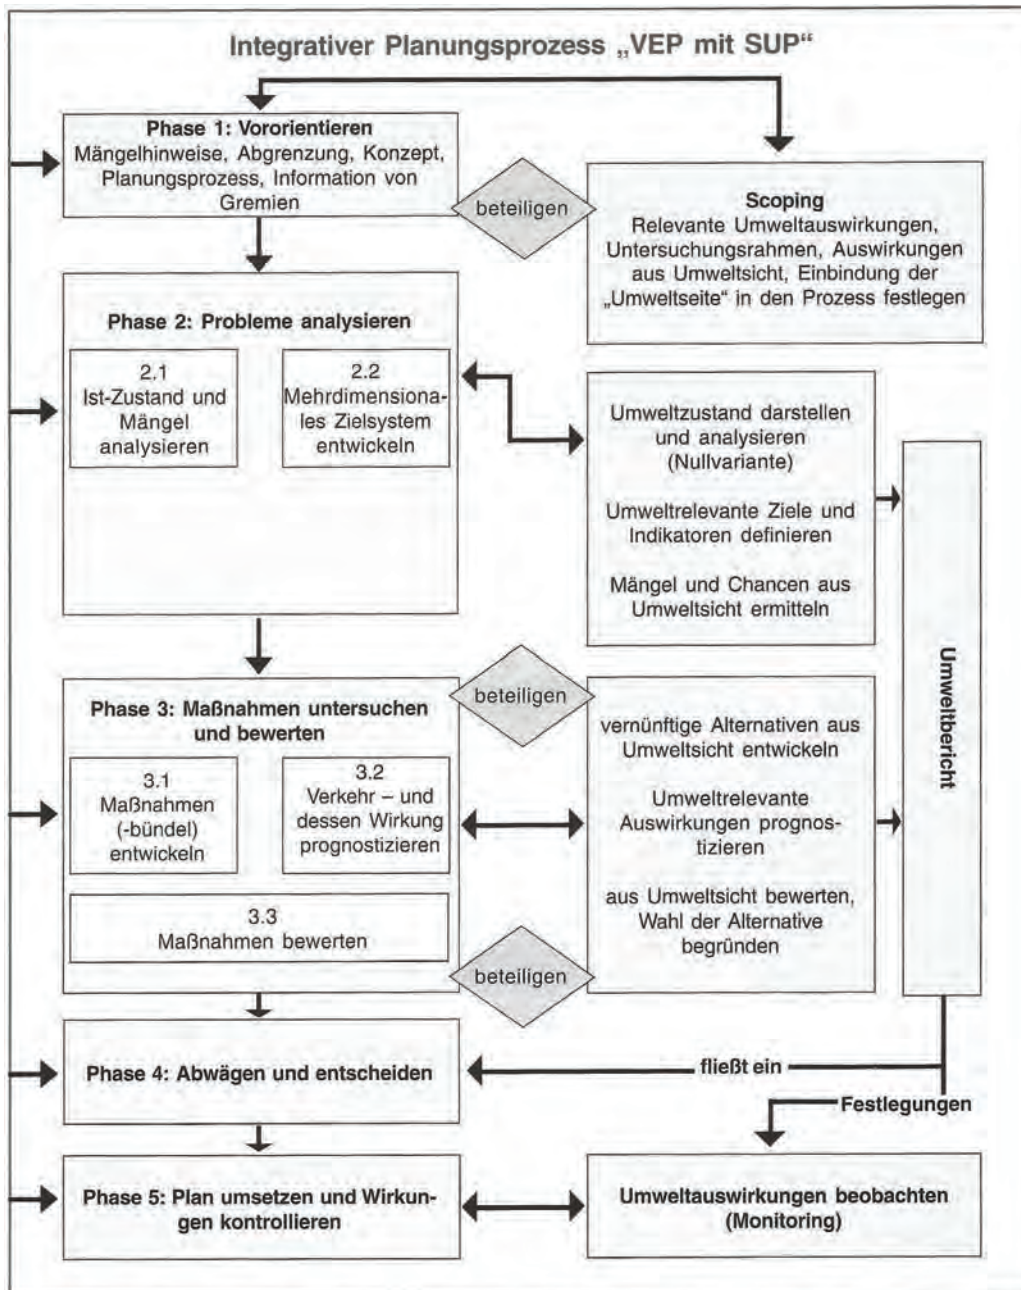 Integrativer Planungsprozess „VEP mit SUP“
Phase 1: Vororientieren
Mängelhinweise, Abgrenzung, Konzept,
Planungsprozess, Information von
Gremien
beteiligen
Scoping
Relevante Umweltauswirkungen,
Untersuchungsrahmen, Auswirkungen
aus Umweltsicht, Einbindung der
„Umweltseite“ in den Prozess festlegen
Phase 2: Probleme analysieren
2.1
Ist-Zustand und
Mängel
analysieren
2.2
Mehrdimensiona-
les Zielsystem
entwickeln
Umweltzustand darstellen
und analysieren
(Nullvariante)
Umweltrelevante Ziele und
Indikatoren definieren
Mängel und Chancen aus
Umweltsicht ermitteln
Umweltbericht
beteiligen
Phase 3: Maßnahmen untersuchen
und bewerten
3.1
Maßnahmen
(-bündel)
entwickeln
3.2
Verkehr – und
dessen Wirkung
prognostizieren
3.3
Maßnahmen bewerten
vernünftige Alternativen aus
Umweltsicht entwickeln
Umweltrelevante
Auswirkungen prognos-
tizieren
aus Umweltsicht bewerten,
Wahl der Alternative
begründen
beteiligen
Phase 4: Abwägen und entscheiden
fließt ein
Festlegungen
Phase 5: Plan umsetzen und Wirkun-
gen kontrollieren
Umweltauswirkungen beobachten
(Monitoring)